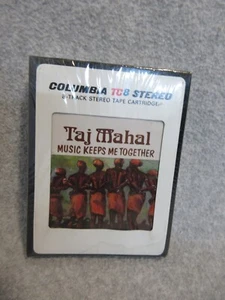 COLUMBIA TC8 STEREO
8-TRACK STEREO TAPE CARTRIDGE
Taj Mahal
MUSIC KEEPS ME TOGETHER